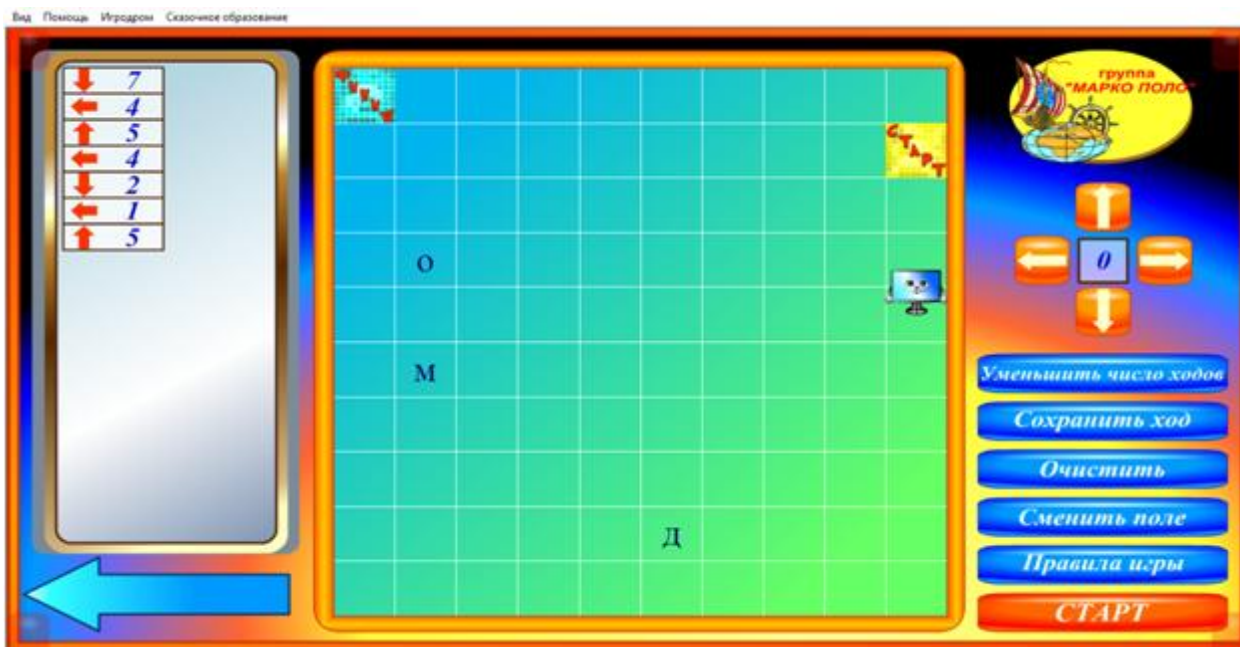 Вид Помощь Игродром Сказочное образование
↓ 7
← 4
↑ 5
← 4
↓ 2
← 1
↑ 5
ФИНИШ
СТАРТ
О
М
Д
группа
"МАРКО ПОЛО"
0
Уменьшить число ходов
Сохранить ход
Очистить
Сменить поле
Правила игры
СТАРТ